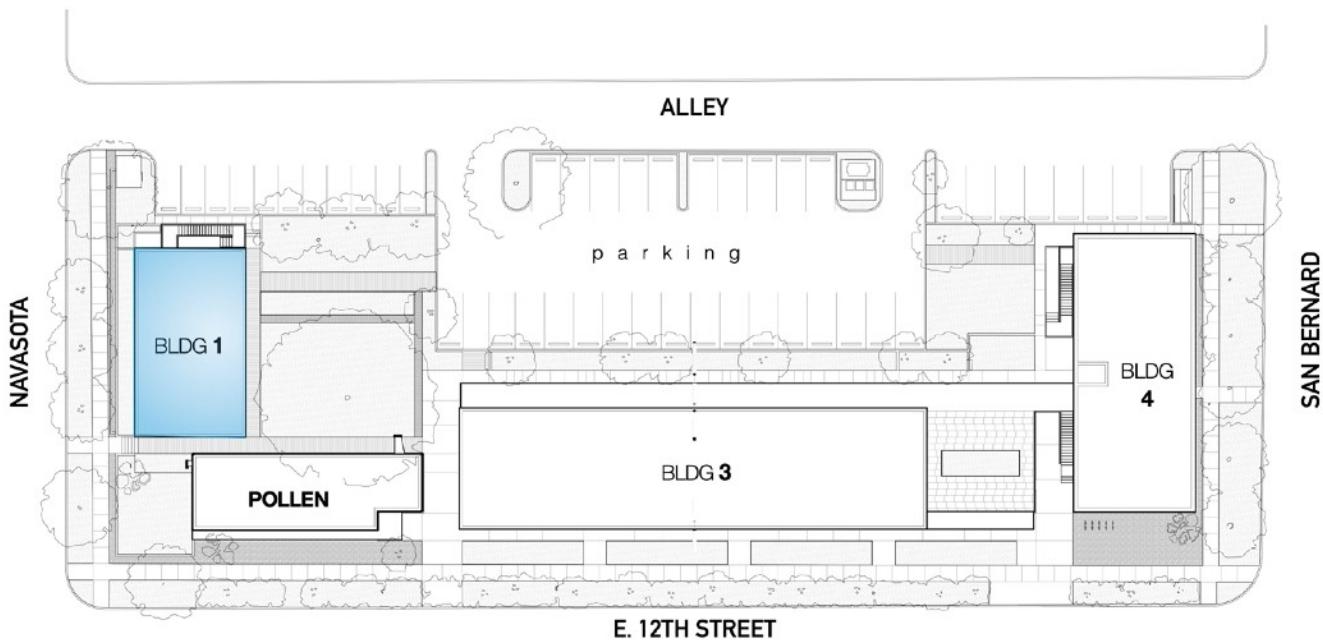 ALLEY
parking
NAVASOTA
BLDG 1
BLDG
4
SAN BERNARD
BLDG 3
POLLEN
E. 12TH STREET